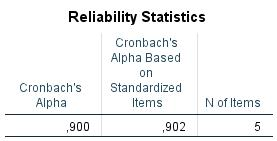 Reliability Statistics
Cronbach's
Alpha Based
on
Cronbach's Standardized
Alpha Items N of Items
,900 ,902 5